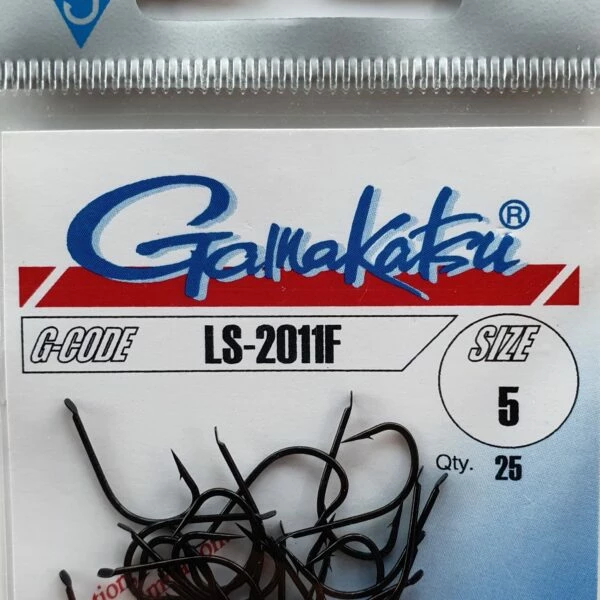 Gamakatsu®
G-CODE LS-2011F
SIZE
5
Qty. 25